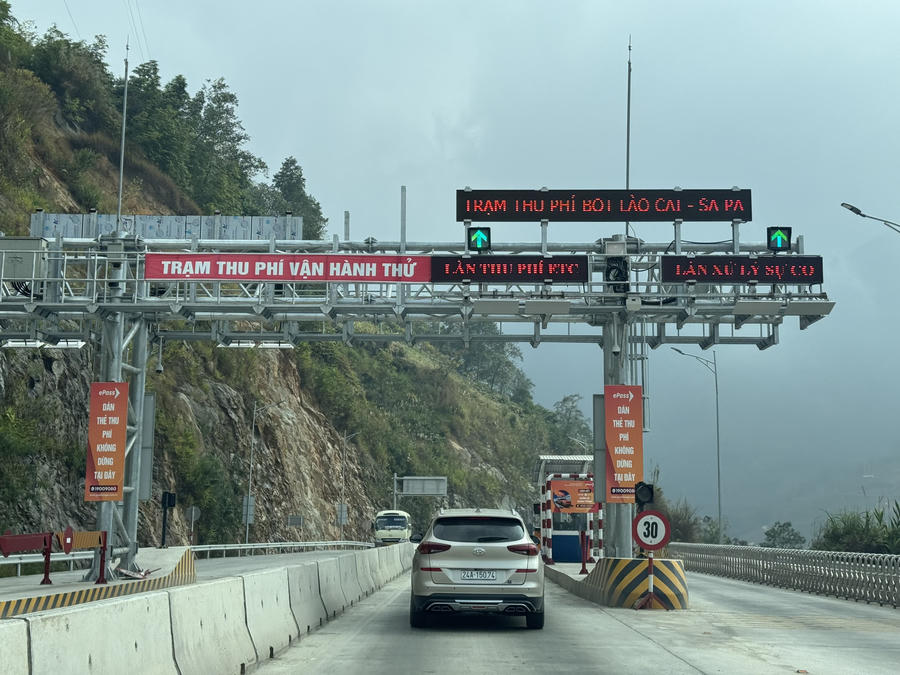 TRẠM THU PHÍ BOT LÀO CAI - SA PA
TRẠM THU PHÍ VẬN HÀNH THỬ
LÀN THU PHÍ ETC
LÀN XỬ LÝ SỰ CỐ
ePass
DÁN
THẺ THU
PHÍ
KHÔNG
DỪNG
TẠI ĐÂY
19009080
ePass
DÁN
THẺ THU
PHÍ
KHÔNG
DỪNG
TẠI ĐÂY
19009080
30
24A-150.74